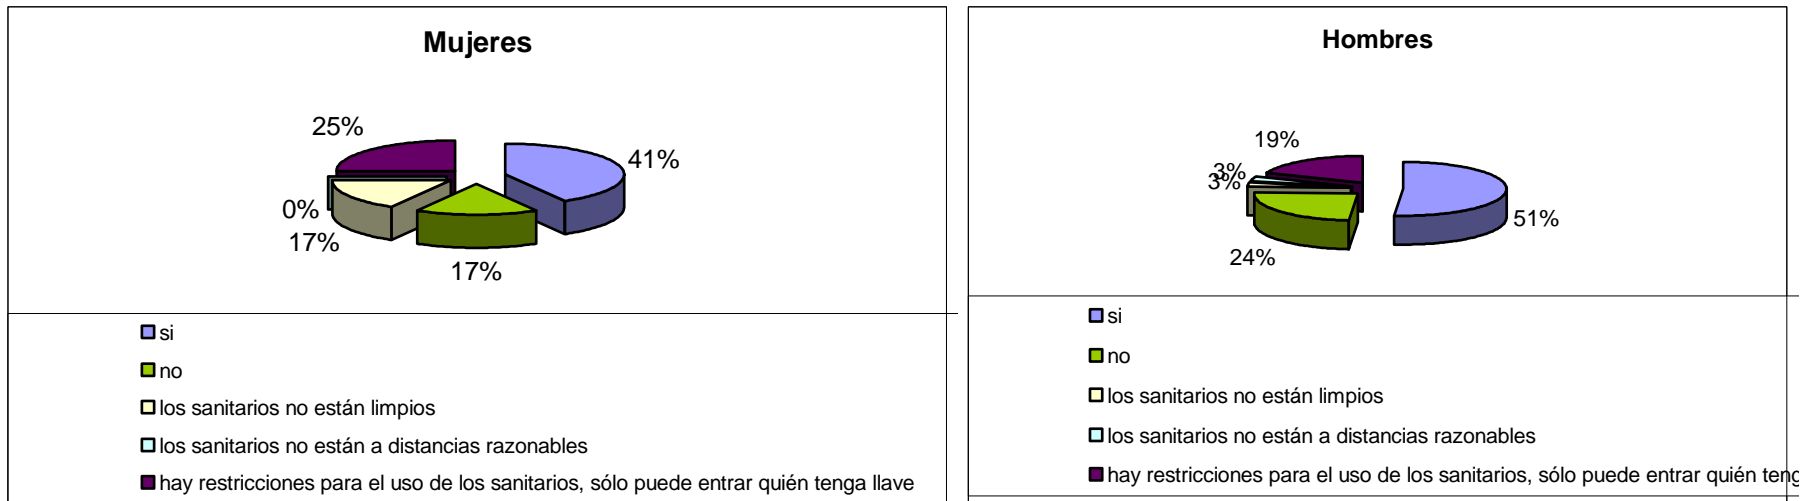 Mujeres
25%
41%
0%
17%
17%
si
no
los sanitarios no están limpios
los sanitarios no están a distancias razonables
hay restricciones para el uso de los sanitarios, sólo puede entrar quién tenga llave
Hombres
19%
3%
3%
51%
24%
si
no
los sanitarios no están limpios
los sanitarios no están a distancias razonables
hay restricciones para el uso de los sanitarios, sólo puede entrar quién teng